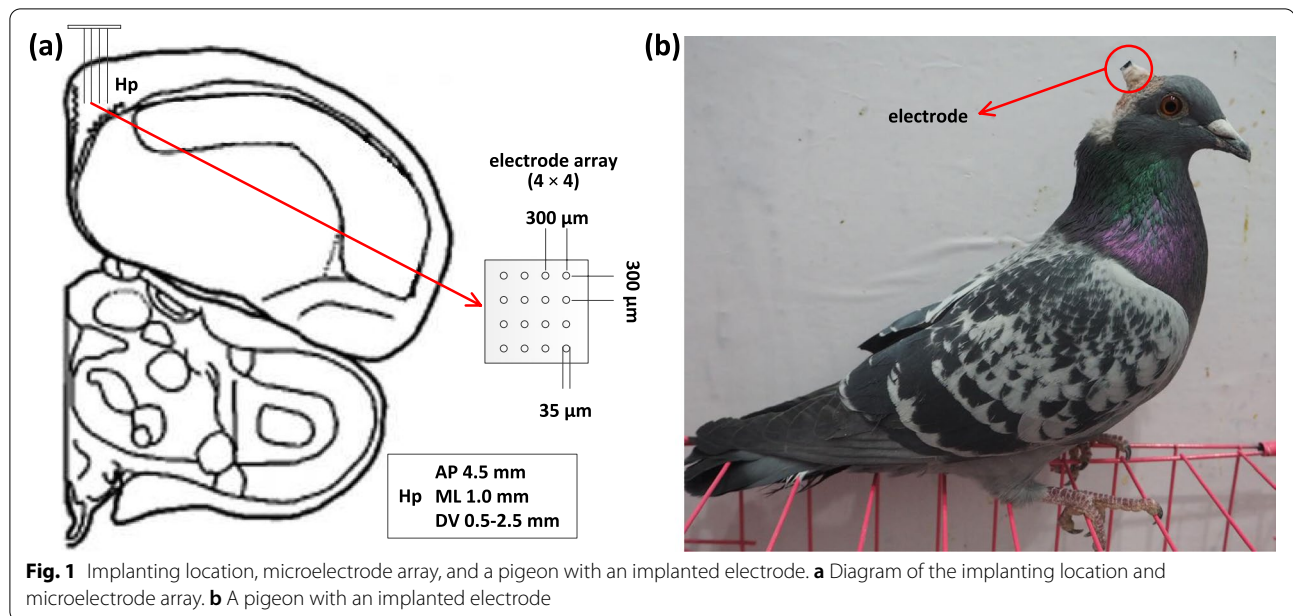 (a)
Hp
electrode array
(4 × 4)
300 µm
300 µm
35 µm
AP 4.5 mm
Hp ML 1.0 mm
DV 0.5-2.5 mm
(b)
electrode
Fig. 1 Implanting location, microelectrode array, and a pigeon with an implanted electrode. a Diagram of the implanting location and
microelectrode array. b A pigeon with an implanted electrode